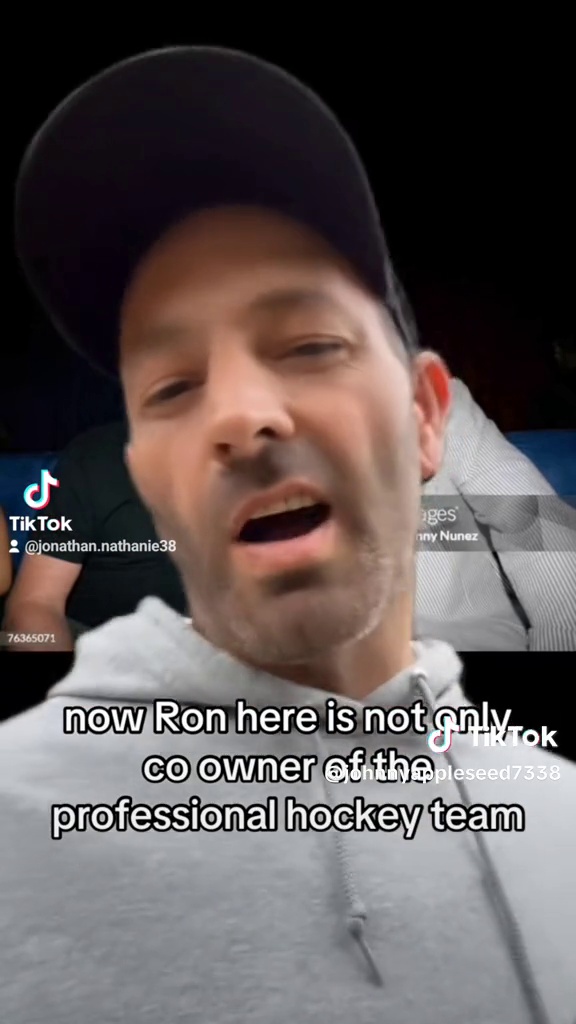 TikTok
@jonathan.nathanie38
ages
nny Nunez
76365071
now Ron here is not only
co owner of the
professional hockey team
TikTok
@johnnyappleseed7338